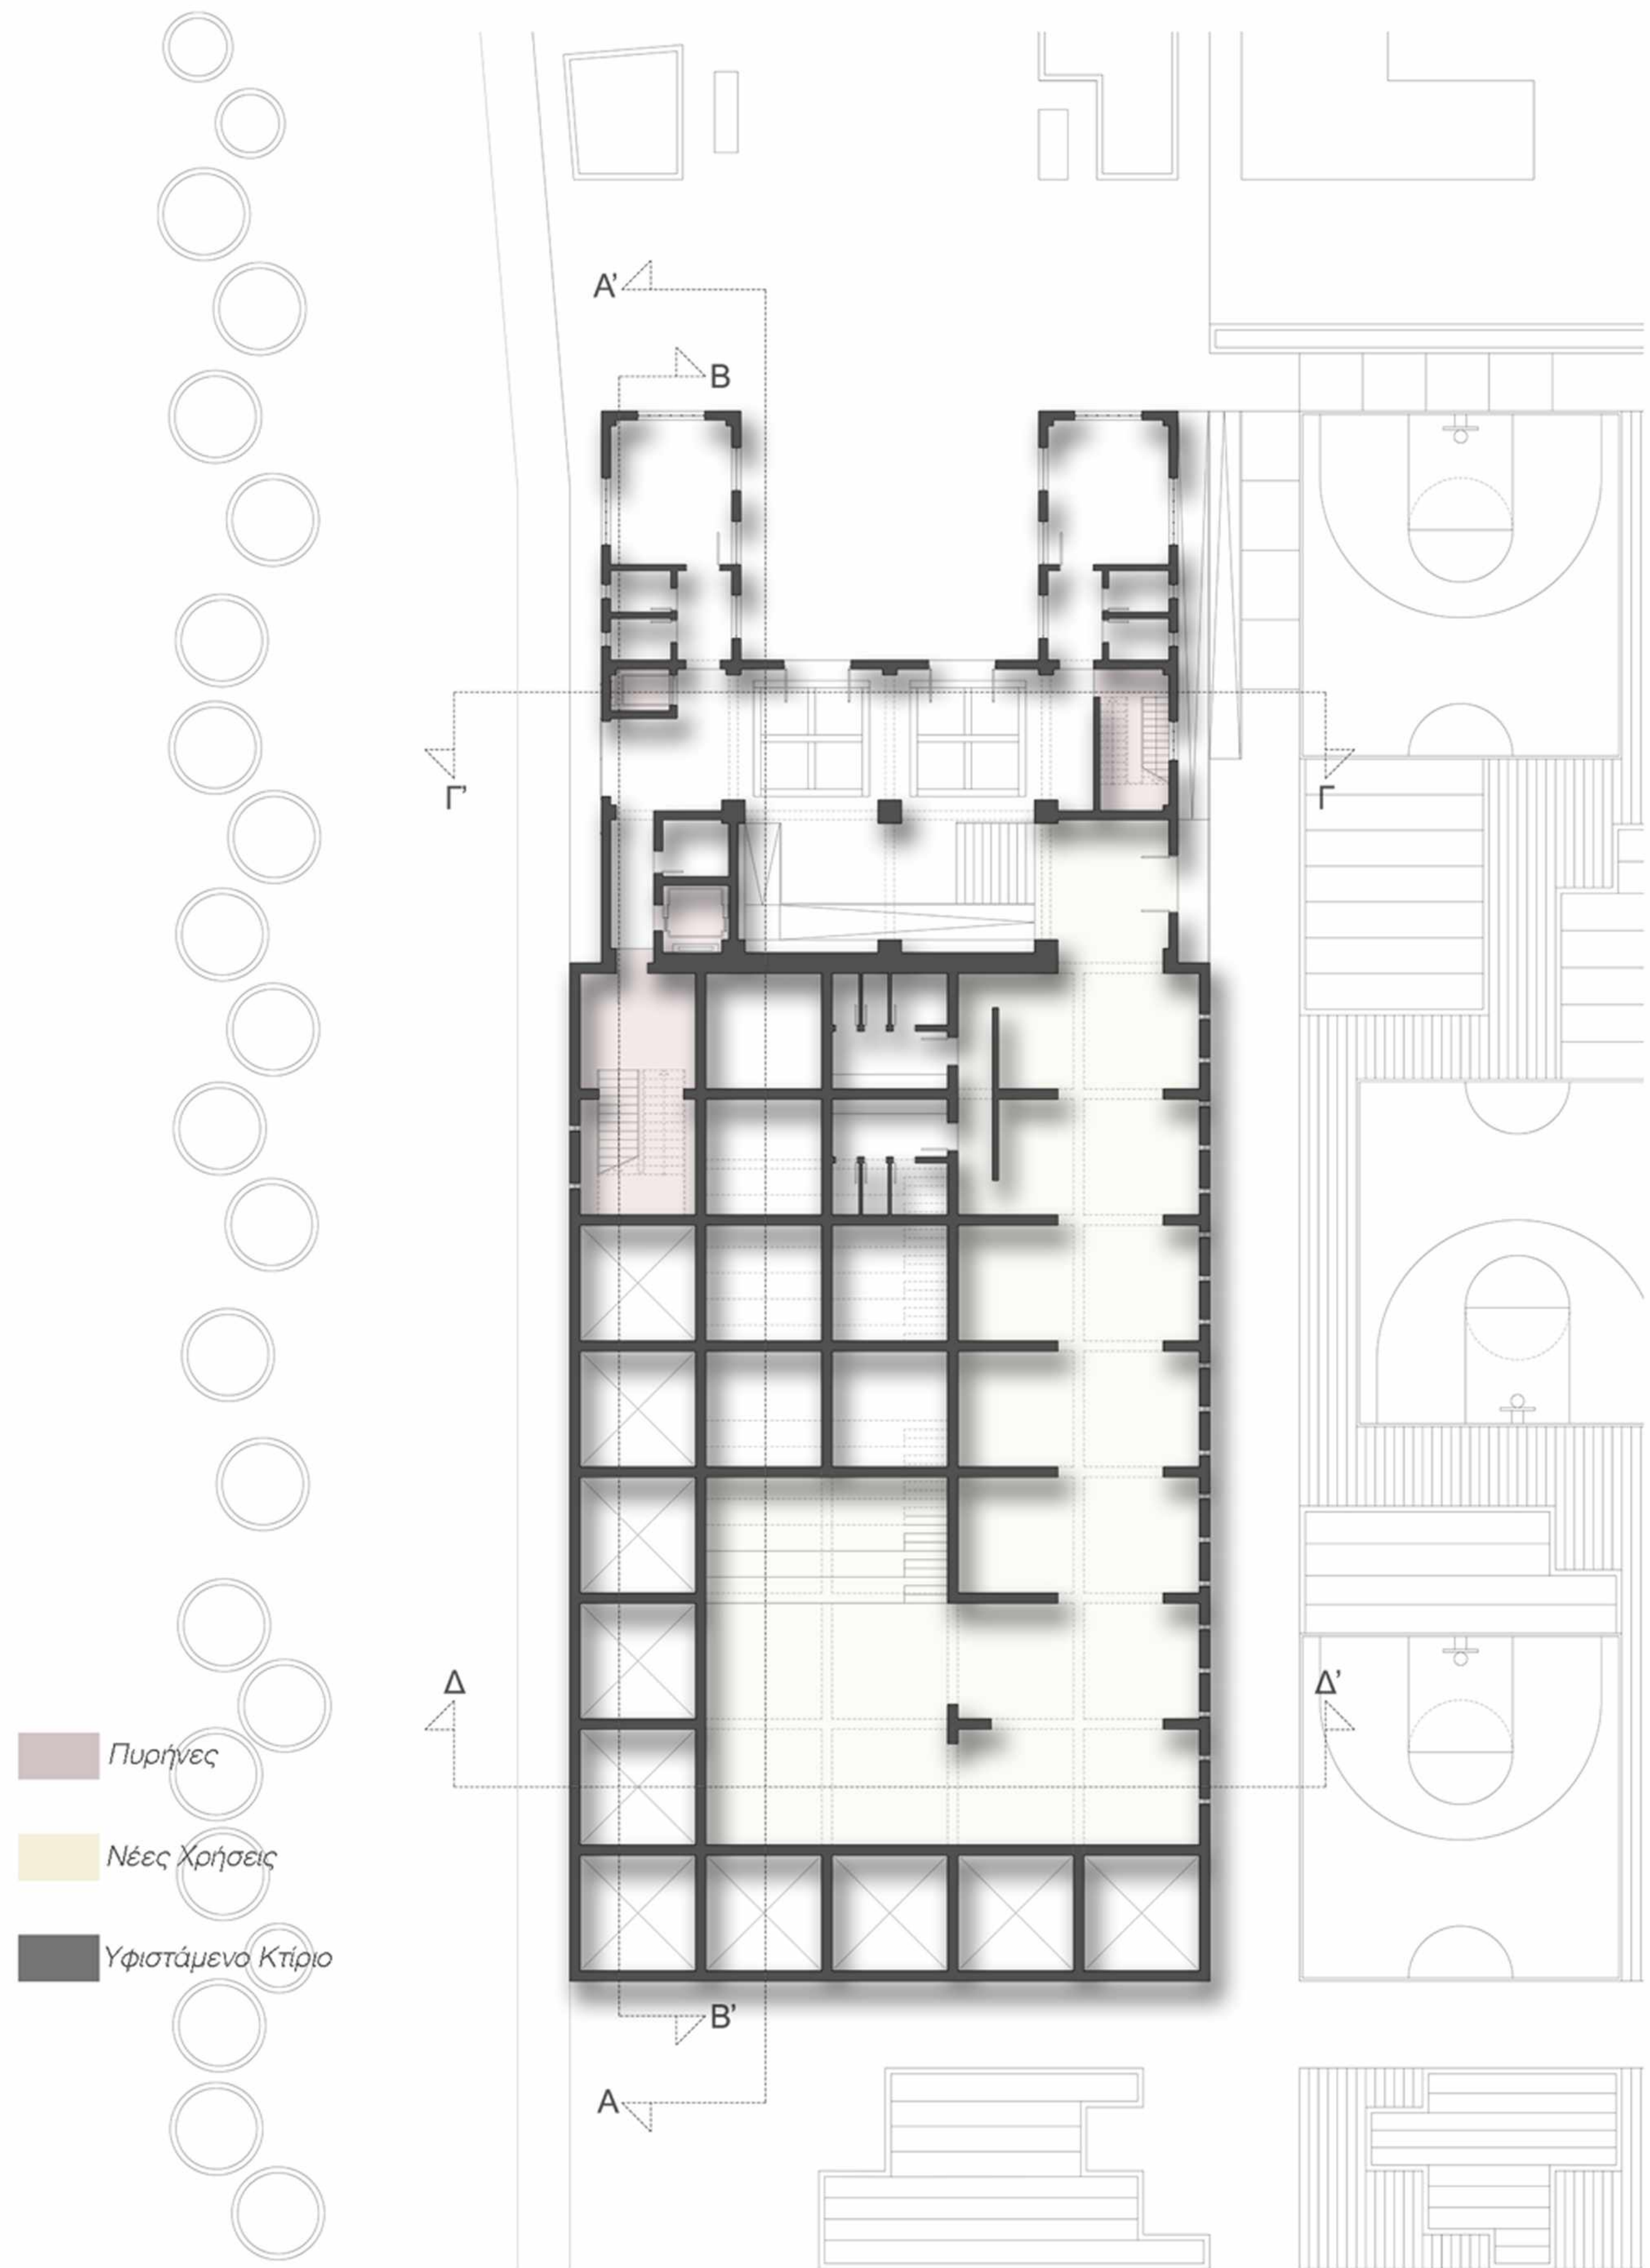 Α'
Β
Γ'
Γ
Δ
Δ'
Πυρήνες
Νέες Χρήσεις
Υφιστάμενο Κτίριο
Β'
Α